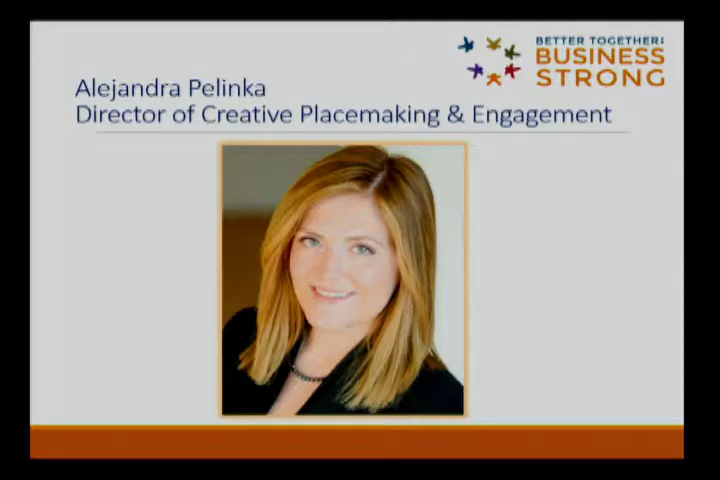 BETTER TOGETHER:
BUSINESS
STRONG
Alejandra Pelinka
Director of Creative Placemaking & Engagement